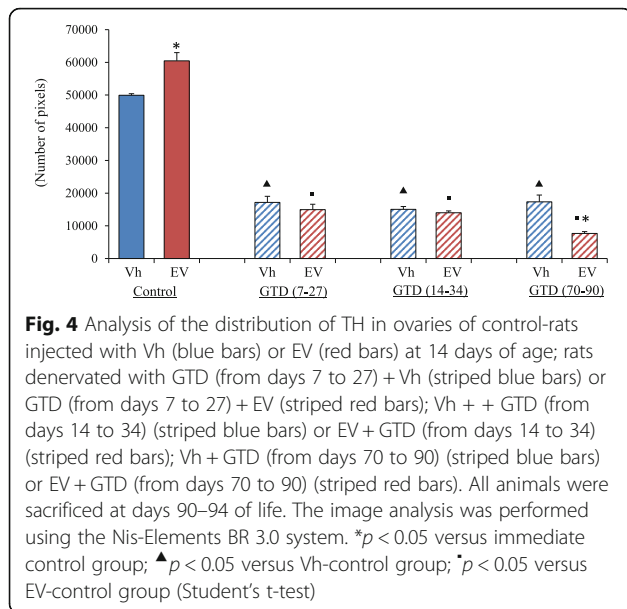 70000
60000
50000
40000
30000
20000
10000
0
(Number of pixels)
*
▲
▪
▲
▪
▲
▪ *
Vh EV Vh EV Vh EV Vh EV
Control GTD (7-27) GTD (14-34) GTD (70-90)
Fig. 4 Analysis of the distribution of TH in ovaries of control-rats
injected with Vh (blue bars) or EV (red bars) at 14 days of age; rats
denervated with GTD (from days 7 to 27) + Vh (striped blue bars) or
GTD (from days 7 to 27) + EV (striped red bars); Vh + + GTD (from
days 14 to 34) (striped blue bars) or EV + GTD (from days 14 to 34)
(striped red bars); Vh + GTD (from days 70 to 90) (striped blue bars)
or EV + GTD (from days 70 to 90) (striped red bars). All animals were
sacrificed at days 90–94 of life. The image analysis was performed
using the Nis-Elements BR 3.0 system. *p < 0.05 versus immediate
control group; ▲p < 0.05 versus Vh-control group; ▪p < 0.05 versus
EV-control group (Student's t-test)